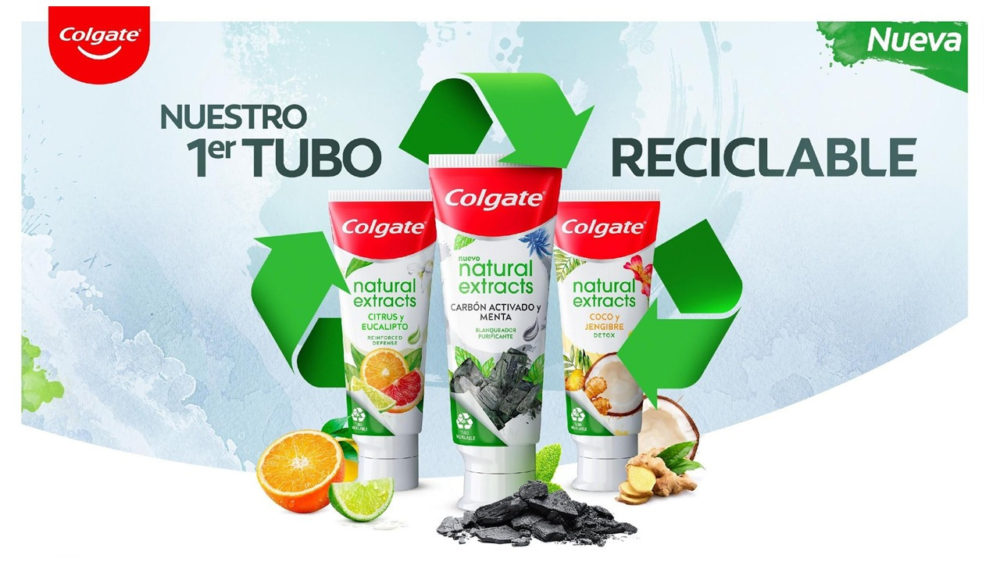 Colgate
Nueva
NUESTRO
1er TUBO
RECICLABLE
Colgate
natural
extracts
CITRUS y
EUCALIPTO
REINFORCED
DEFENSE
Colgate
nuevo
natural
extracts
CARBÓN ACTIVADO y
MENTA
BLANQUEADOR
PURIFICANTE
Colgate
natural
extracts
COCO y
JENGIBRE
DETOX